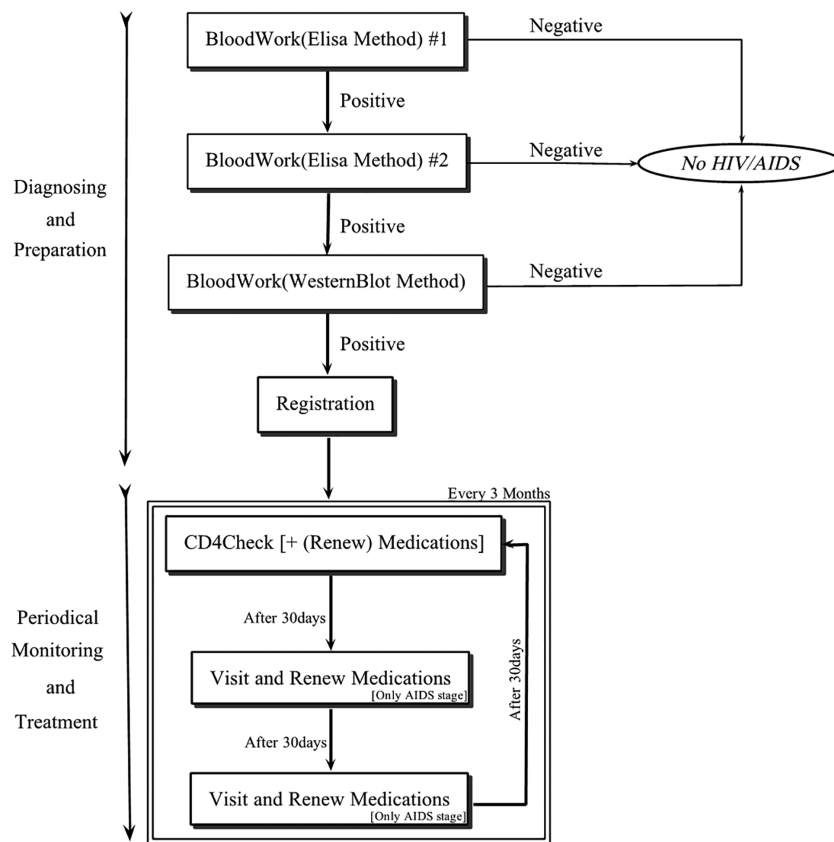 BloodWork(Elisa Method) #1
Negative
Positive
BloodWork(Elisa Method) #2
Negative
No HIV/AIDS
Diagnosing
and
Preparation
Positive
BloodWork(WesternBlot Method)
Negative
Positive
Registration
Every 3 Months
CD4Check [+ (Renew) Medications]
After 30days
Periodical
Monitoring
and
Treatment
Visit and Renew Medications
[Only AIDS stage]
After 30days
After 30days
Visit and Renew Medications
[Only AIDS stage]